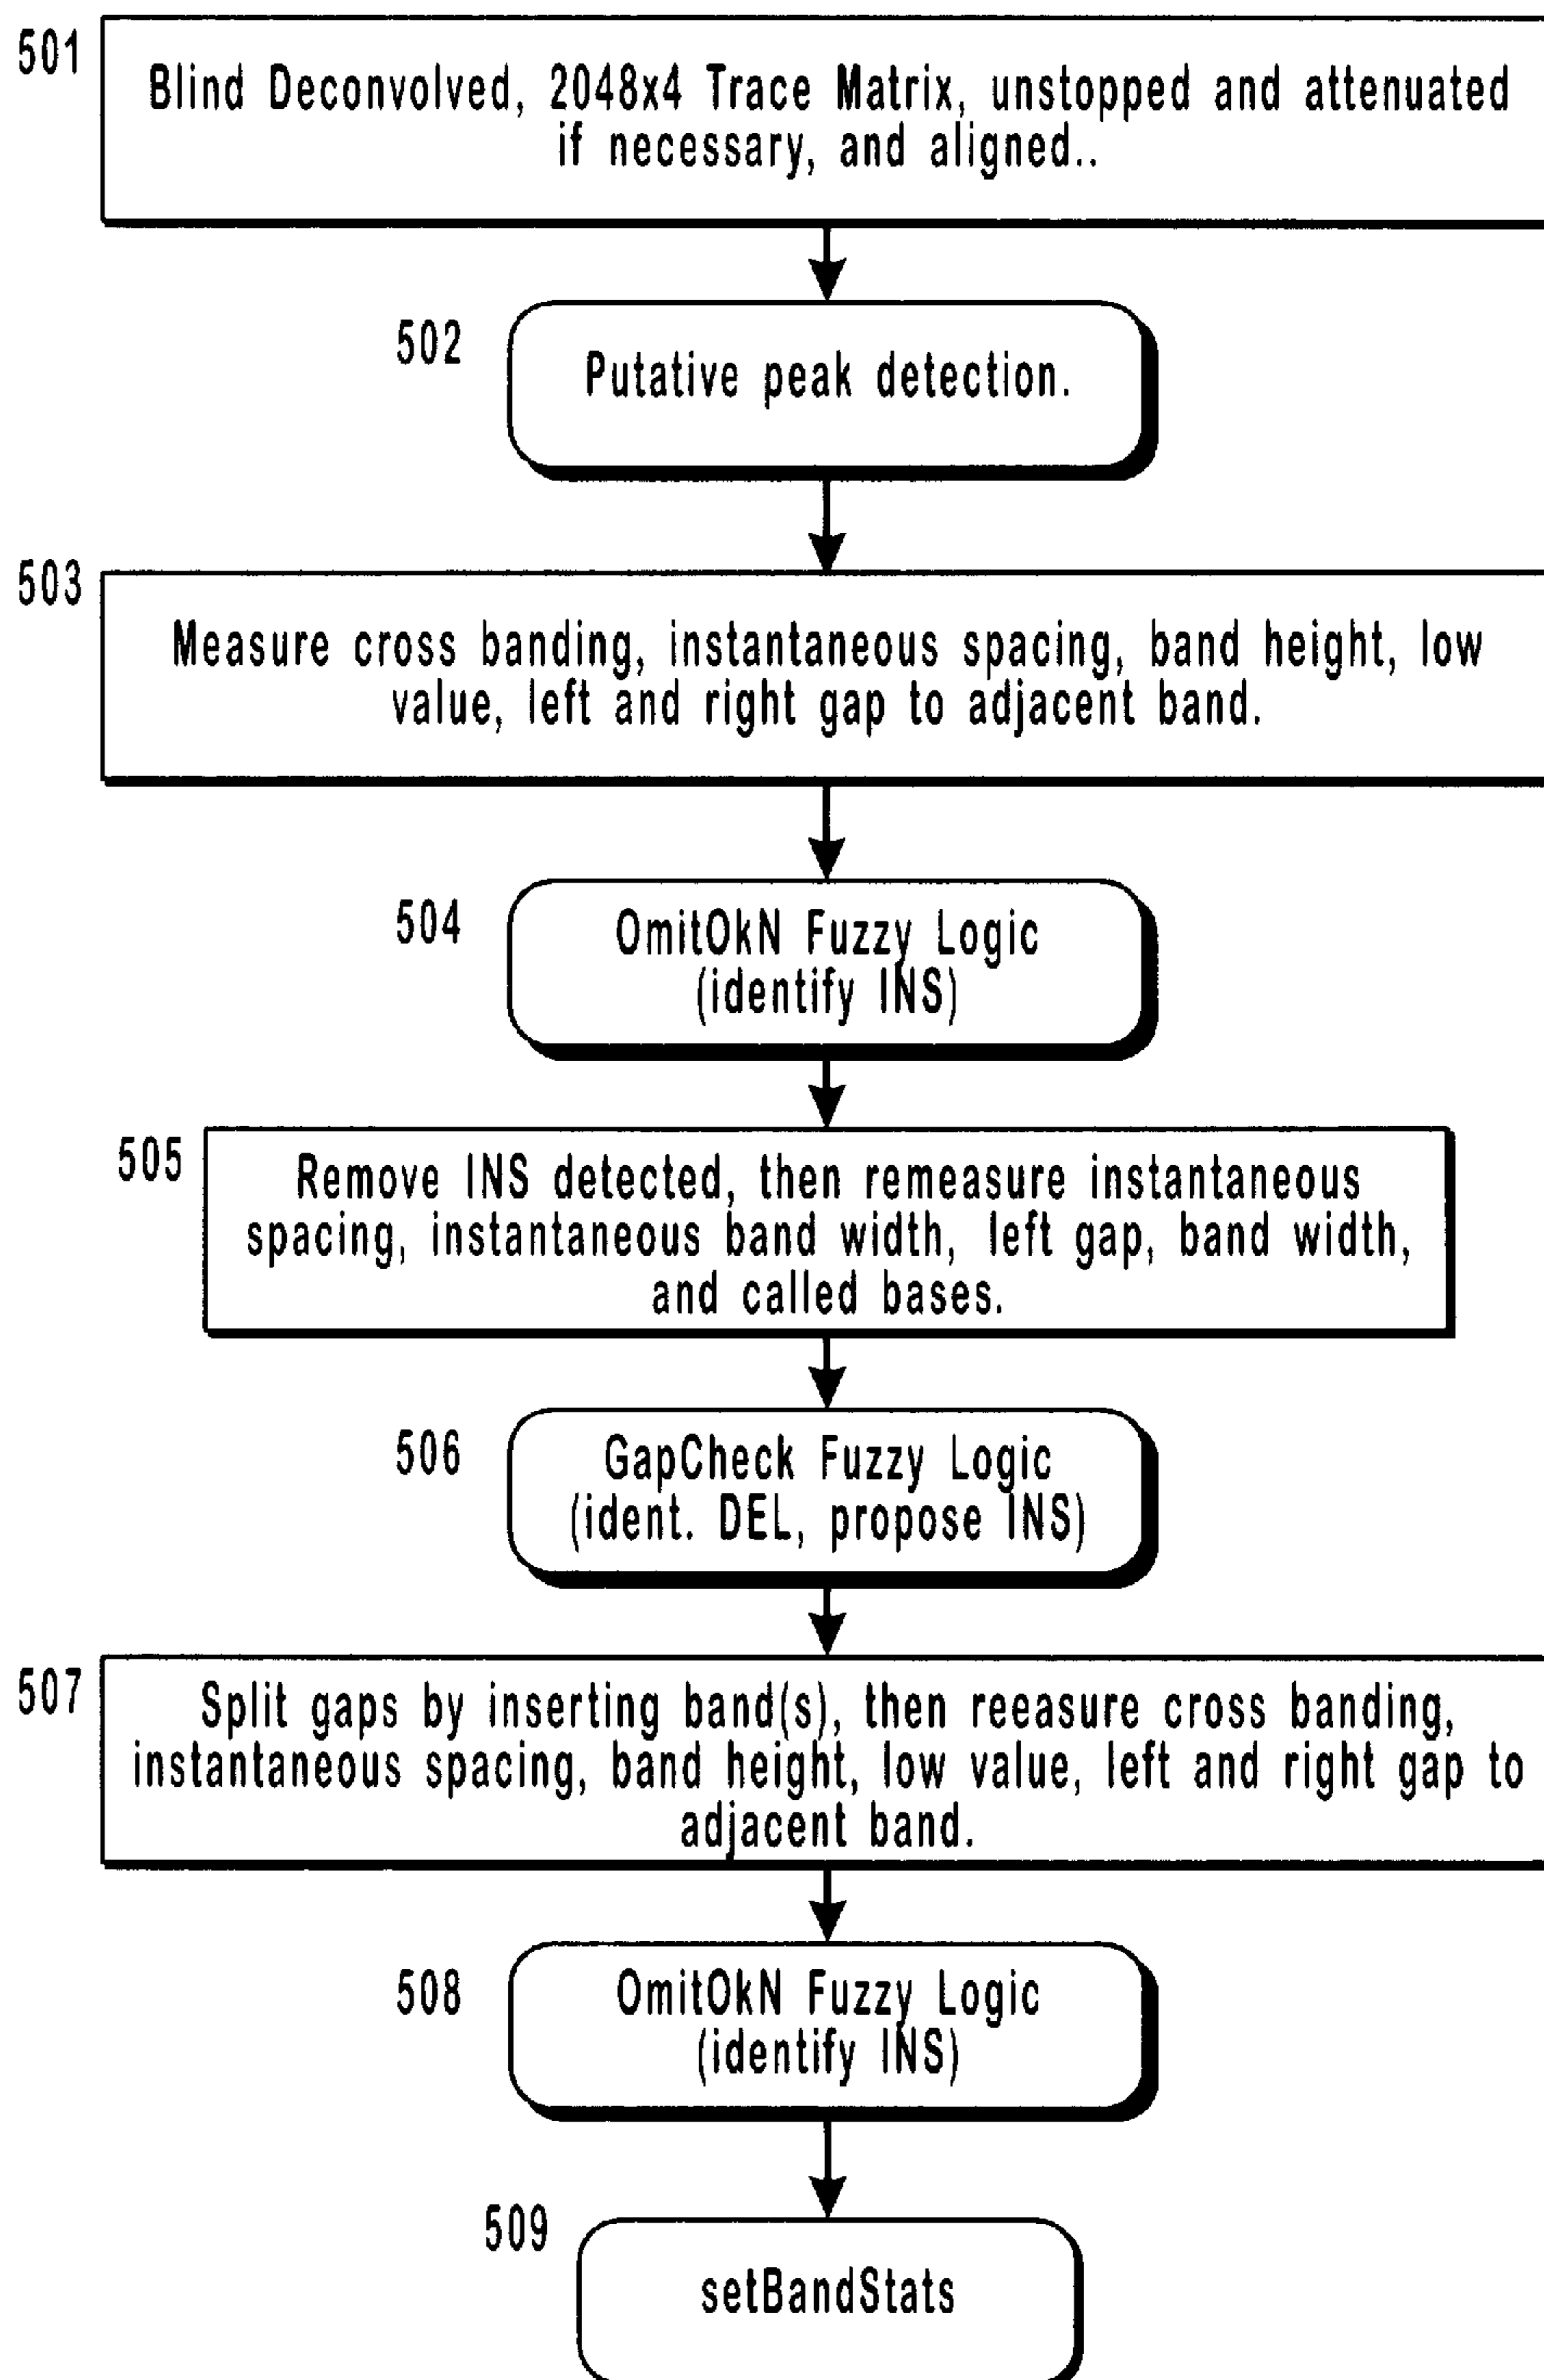 501
Blind Deconvolved, 2048x4 Trace Matrix, unstopped and attenuated
if necessary, and aligned..
502
Putative peak detection.
503
Measure cross banding, instantaneous spacing, band height, low
value, left and right gap to adjacent band.
504
OmitOkN Fuzzy Logic
(identify INS)
505
Remove INS detected, then remeasure instantaneous
spacing, instantaneous band width, left gap, band width,
and called bases.
506
GapCheck Fuzzy Logic
(ident. DEL, propose INS)
507
Split gaps by inserting band(s), then reeasure cross banding,
instantaneous spacing, band height, low value, left and right gap to
adjacent band.
508
OmitOkN Fuzzy Logic
(identify INS)
509
setBandStats